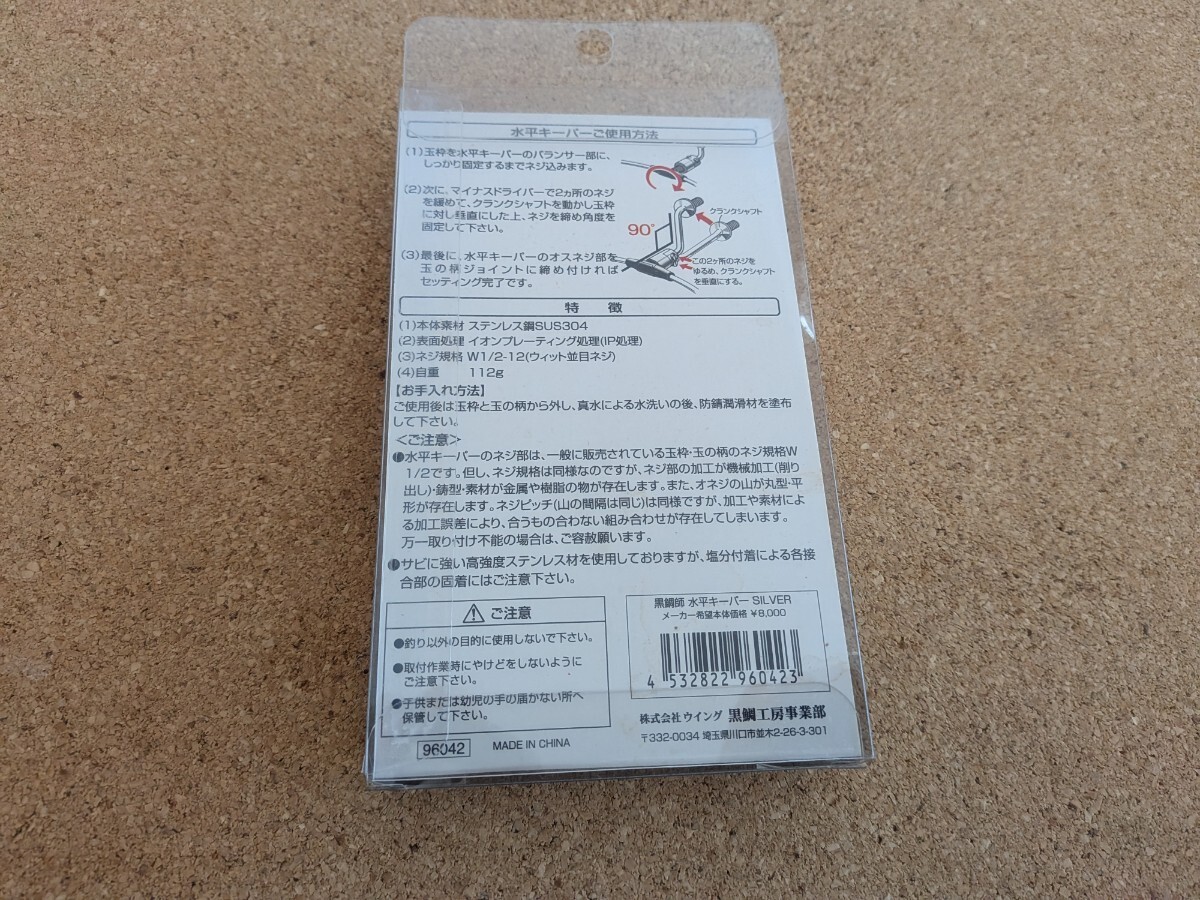 水平キーパーご使用方法
(1)玉枠を水平キーパーのバランサー部に、
しっかり固定するまでネジ込みます。
(2)次に、マイナスドライバーで2ヵ所のネジ
を緩めて、クランクシャフトを動かし玉枠
に対し垂直にした上、ネジを締め角度を
固定して下さい。
クランクシャフト
90°
(3)最後に、水平キーパーのオスネジ部を
玉の柄ジョイントに締め付ければ
セッティング完了です。
この2ヶ所のネジを
ゆるめ、クランクシャフト
を垂直にする。
特 徴
(1)本体素材 ステンレス鋼SUS304
(2)表面処理 イオンプレーティング処理(IP処理)
(3)ネジ規格 W1/2-12(ウィット並目ネジ)
(4)自重 112g
【お手入れ方法】
ご使用後は玉枠と玉の柄から外し、真水による水洗いの後、防錆潤滑材を塗布
して下さい。
<ご注意>
●水平キーパーのネジ部は、一般に販売されている玉枠・玉の柄のネジ規格W
1/2です。但し、ネジ規格は同様なのですが、ネジ部の加工が機械加工(削り
出し)・鋳型・素材が金属や樹脂の物が存在します。また、オネジの山が丸型・平
形が存在します。ネジピッチ(山の間隔は同じ)は同様ですが、加工や素材によ
る加工誤差により、合うもの合わない組み合わせが存在してしまいます。
万一取り付け不能の場合は、ご容赦願います。
●サビに強い高強度ステンレス材を使用しておりますが、塩分付着による各接
合部の固着にはご注意下さい。
⚠ ご注意
●釣り以外の目的に使用しないで下さい。
●取付作業時にやけどをしないように
ご注意下さい。
●子供または幼児の手の届かない所へ
保管して下さい。
96042 MADE IN CHINA
黒鯛師 水平キーパー SILVER
メーカー希望本体価格 ¥8,000
4 532822 960423
株式会社ウイング 黒鯛工房事業部
〒332-0034 埼玉県川口市並木2-26-3-301